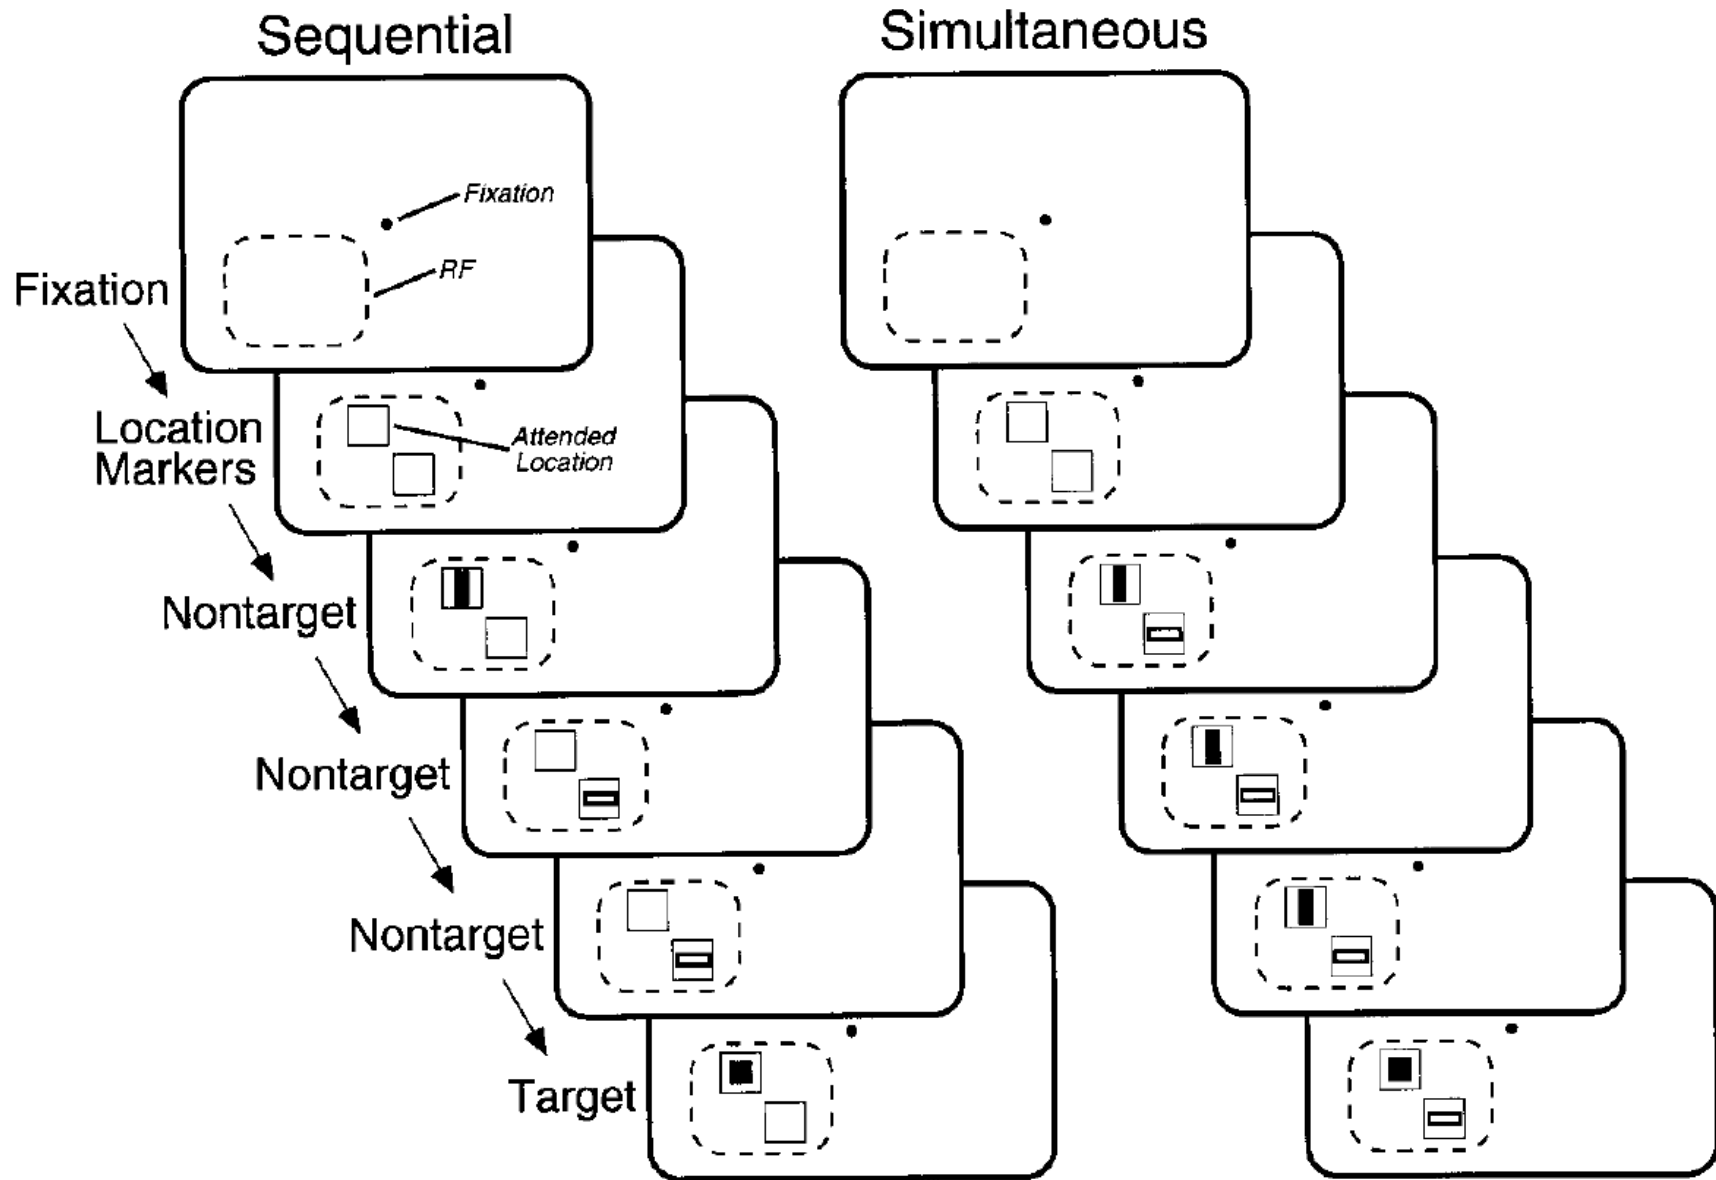 Sequential
Simultaneous
Fixation
RF
Fixation
Location
Markers
Attended
Location
Nontarget
Nontarget
Nontarget
Target